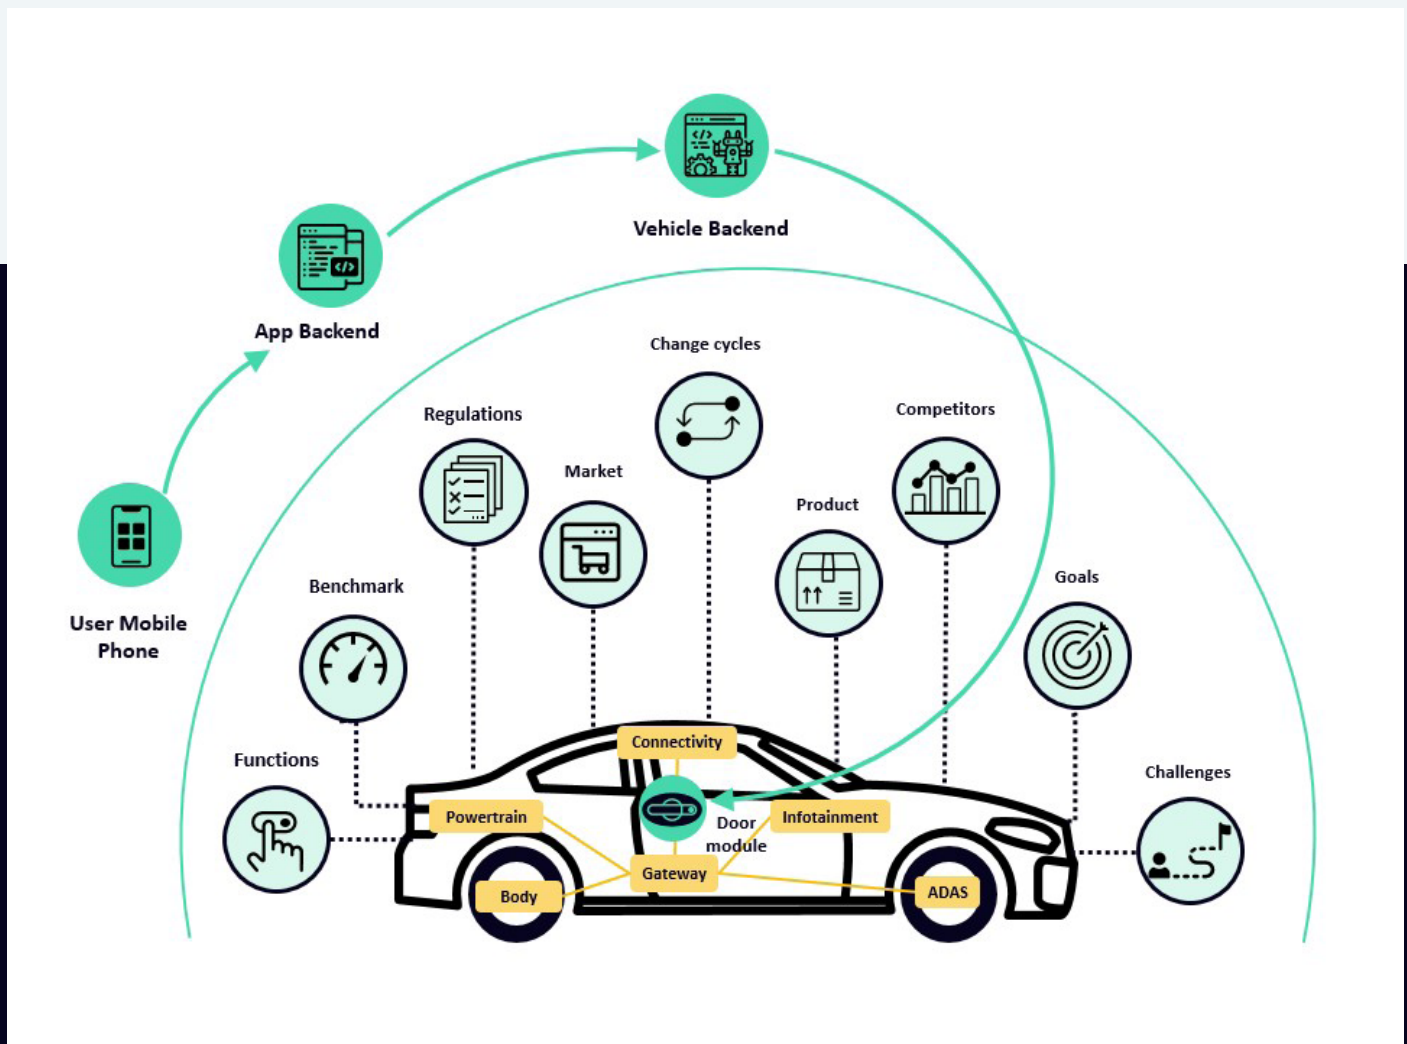 Vehicle Backend
App Backend
Change cycles
Regulations
Competitors
Market
Product
Benchmark
Goals
User Mobile
Phone
Connectivity
Functions
Challenges
Powertrain
Infotainment
Door
module
Gateway
Body
ADAS